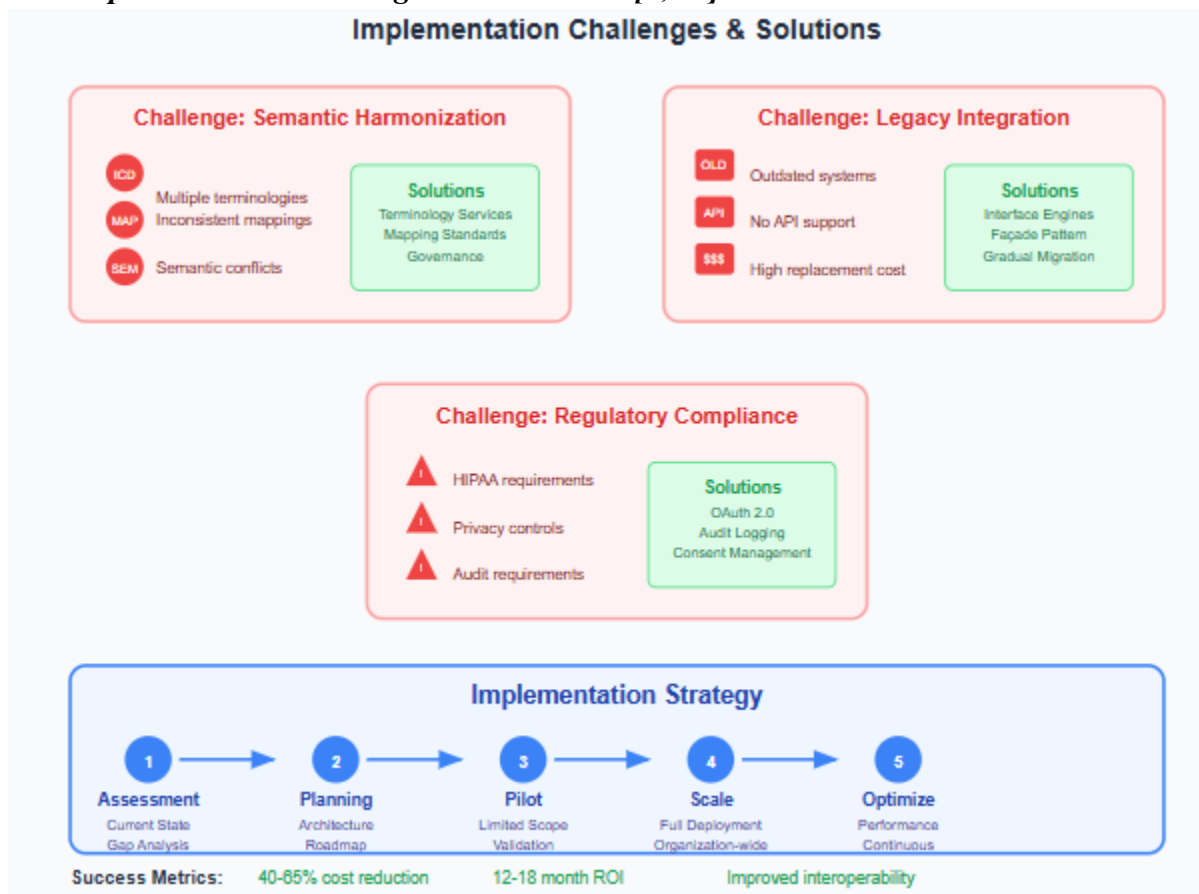 Implementation Challenges & Solutions
Challenge: Semantic Harmonization
ICD
Multiple terminologies
MAP
Inconsistent mappings
SEM
Semantic conflicts
Solutions
Terminology Services
Mapping Standards
Governance
Challenge: Legacy Integration
OLD
Outdated systems
API
No API support
$$$
High replacement cost
Solutions
Interface Engines
Façade Pattern
Gradual Migration
Challenge: Regulatory Compliance
! HIPAA requirements
! Privacy controls
! Audit requirements
Solutions
OAuth 2.0
Audit Logging
Consent Management
Implementation Strategy
1
Assessment
Current State
Gap Analysis
2
Planning
Architecture
Roadmap
3
Pilot
Limited Scope
Validation
4
Scale
Full Deployment
Organization-wide
5
Optimize
Performance
Continuous
Success Metrics: 40-65% cost reduction 12-18 month ROI Improved interoperability